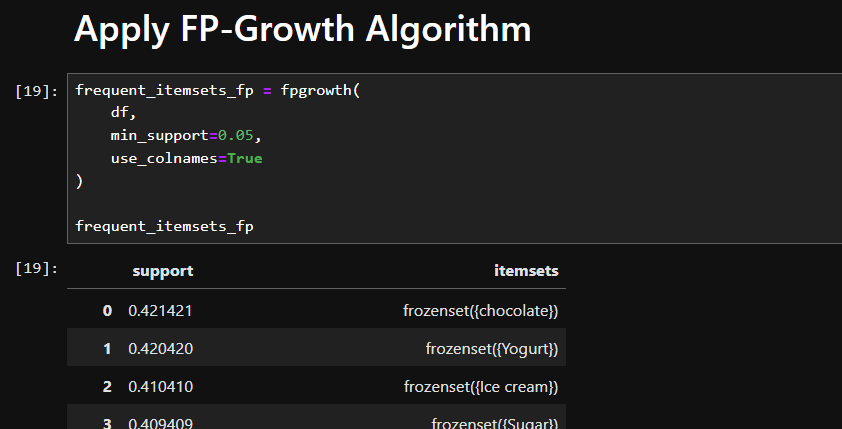 Apply FP-Growth Algorithm
[19]: frequent_itemsets_fp = fpgrowth(
df,
min_support=0.05,
use_colnames=True
)
frequent_itemsets_fp
[19]:
support itemsets
0 0.421421 frozenset({chocolate})
1 0.420420 frozenset({Yogurt})
2 0.410410 frozenset({Ice cream})
3 0.409409 frozenset({Sugar})